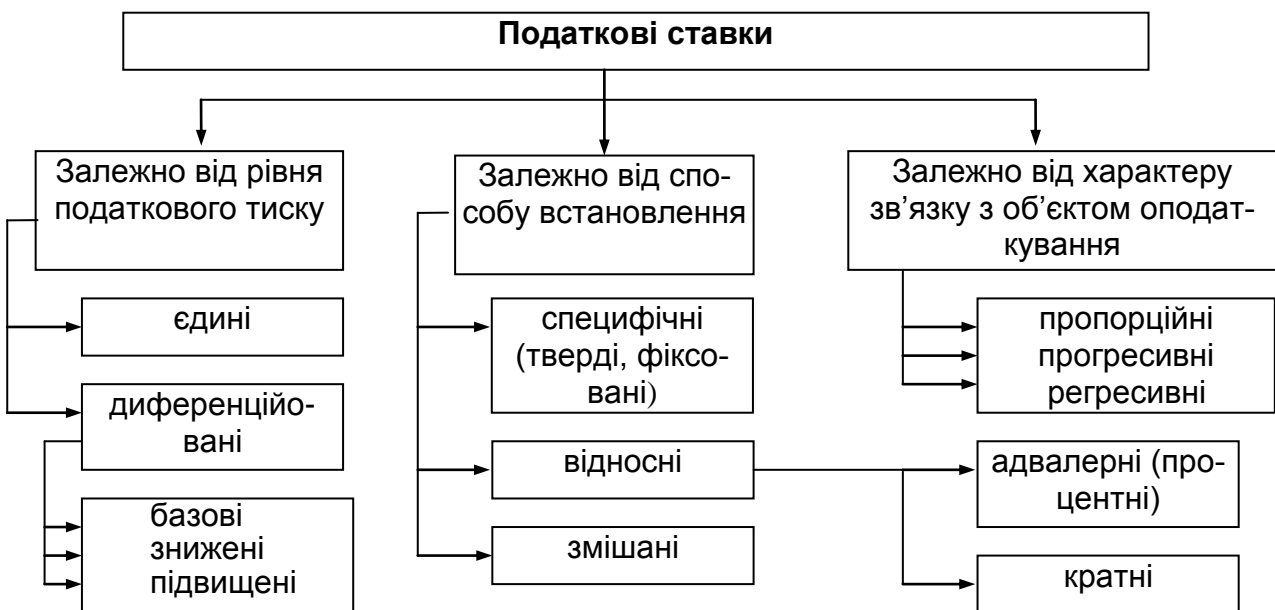 Податкові ставки
Залежно від рівня
податкового тиску
Залежно від спо-
собу встановлення
Залежно від характеру
зв’язку з об’єктом оподат-
кування
єдині
диференційо-
вані
базові
знижені
підвищені
специфічні
(тверді, фіксо-
вані)
відносні
змішані
пропорційні
прогресивні
регресивні
адвалерні (про-
центні)
кратні